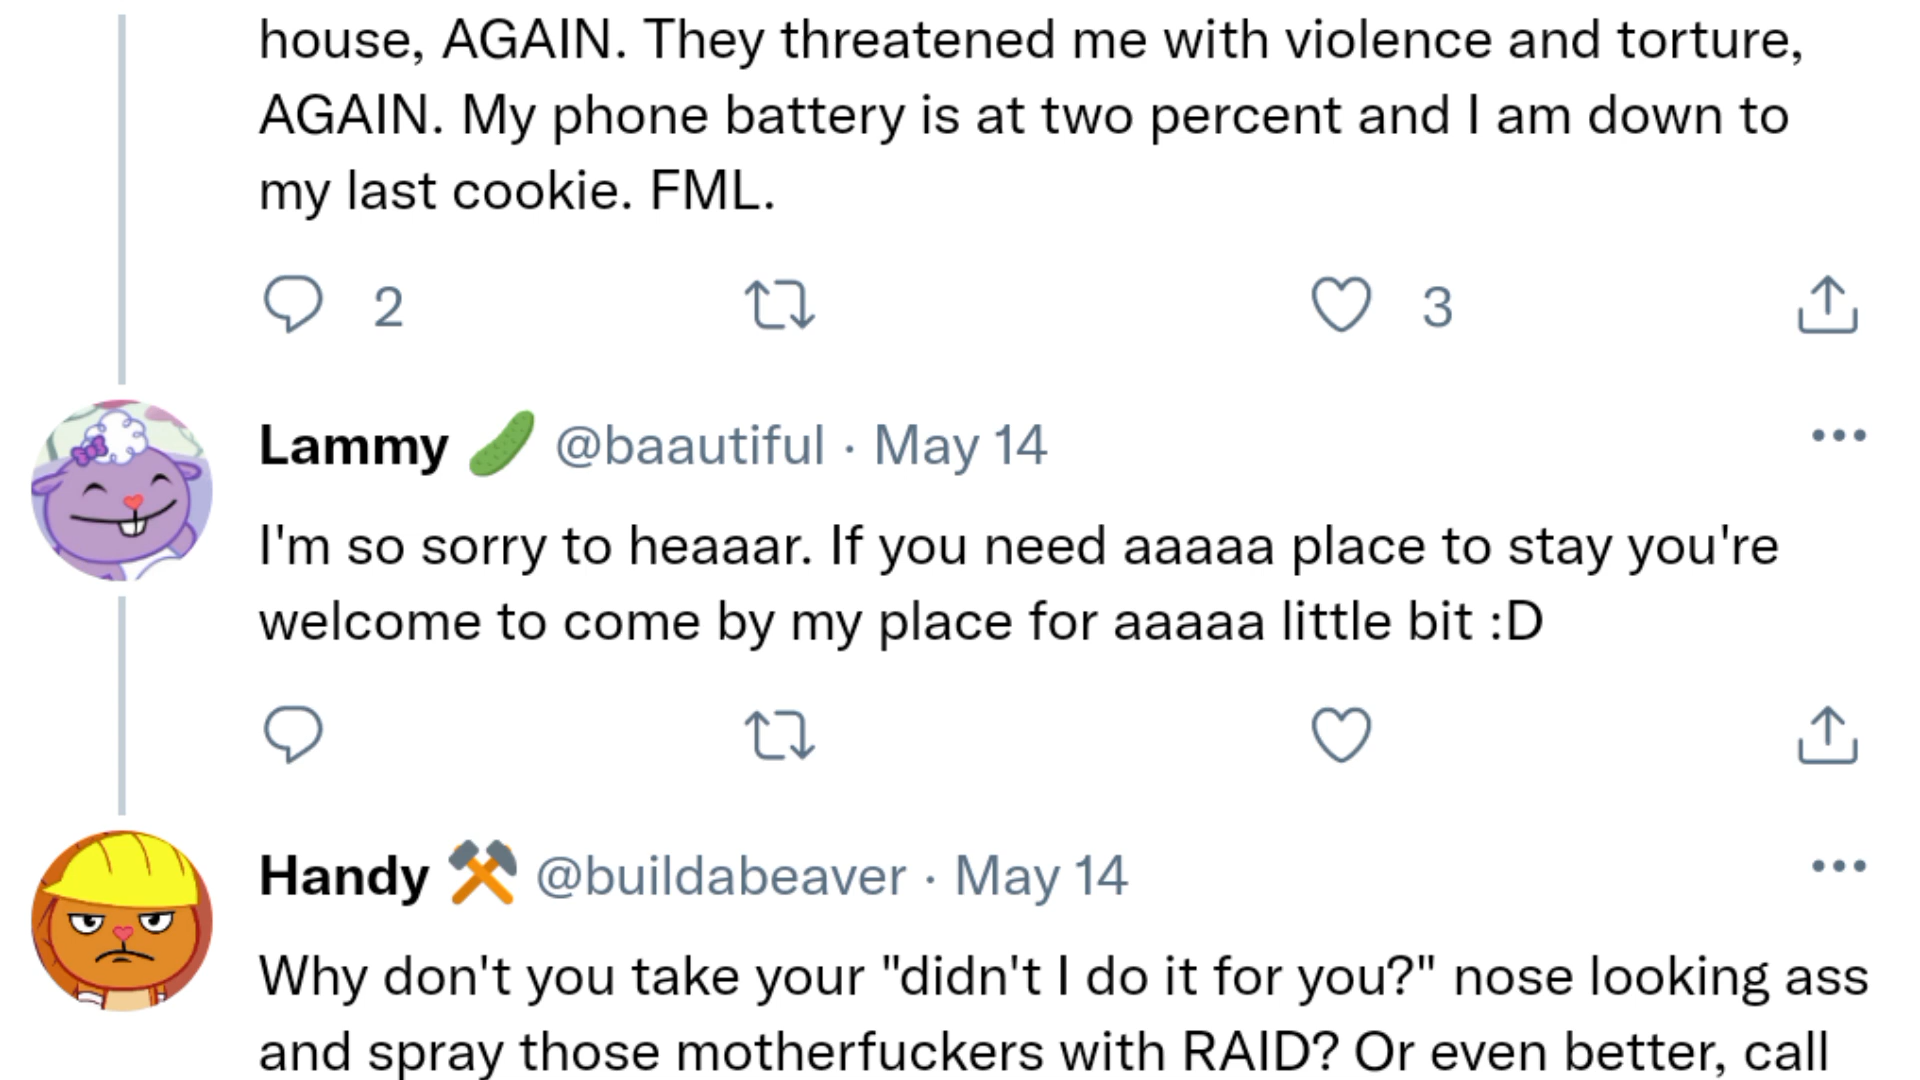 house, AGAIN. They threatened me with violence and torture,
AGAIN. My phone battery is at two percent and I am down to
my last cookie. FML.
2 3
Lammy 🥒 @baautiful · May 14
I'm so sorry to heaaar. If you need aaaaa place to stay you're
welcome to come by my place for aaaaa little bit :D
Handy ⚒️ @buildabeaver · May 14
Why don't you take your "didn't I do it for you?" nose looking ass
and spray those motherfuckers with RAID? Or even better, call